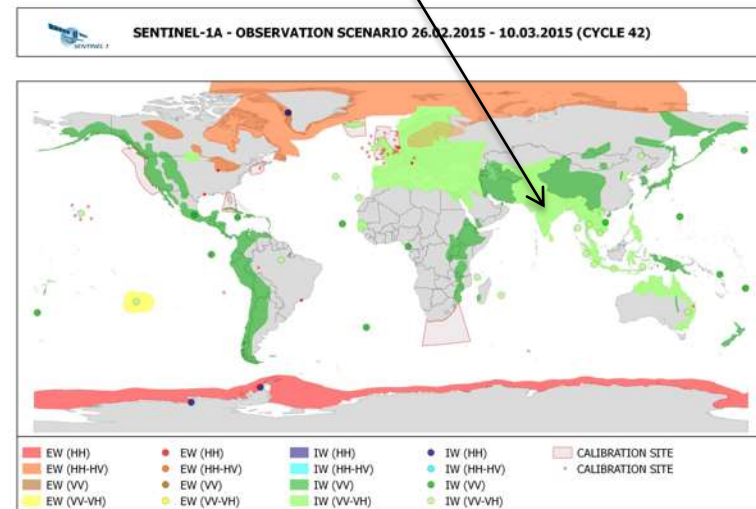 SENTINEL-1
SENTINEL-1A - OBSERVATION SCENARIO 26.02.2015 - 10.03.2015 (CYCLE 42)
EW (HH) EW (HH) IW (HH) IW (HH) CALIBRATION SITE
EW (HH-HV) EW (HH-HV) IW (HH-HV) IW (HH-HV) CALIBRATION SITE
EW (VV) EW (VV) IW (VV) IW (VV)
EW (VV-VH) EW (VV-VH) IW (VV-VH) IW (VV-VH)